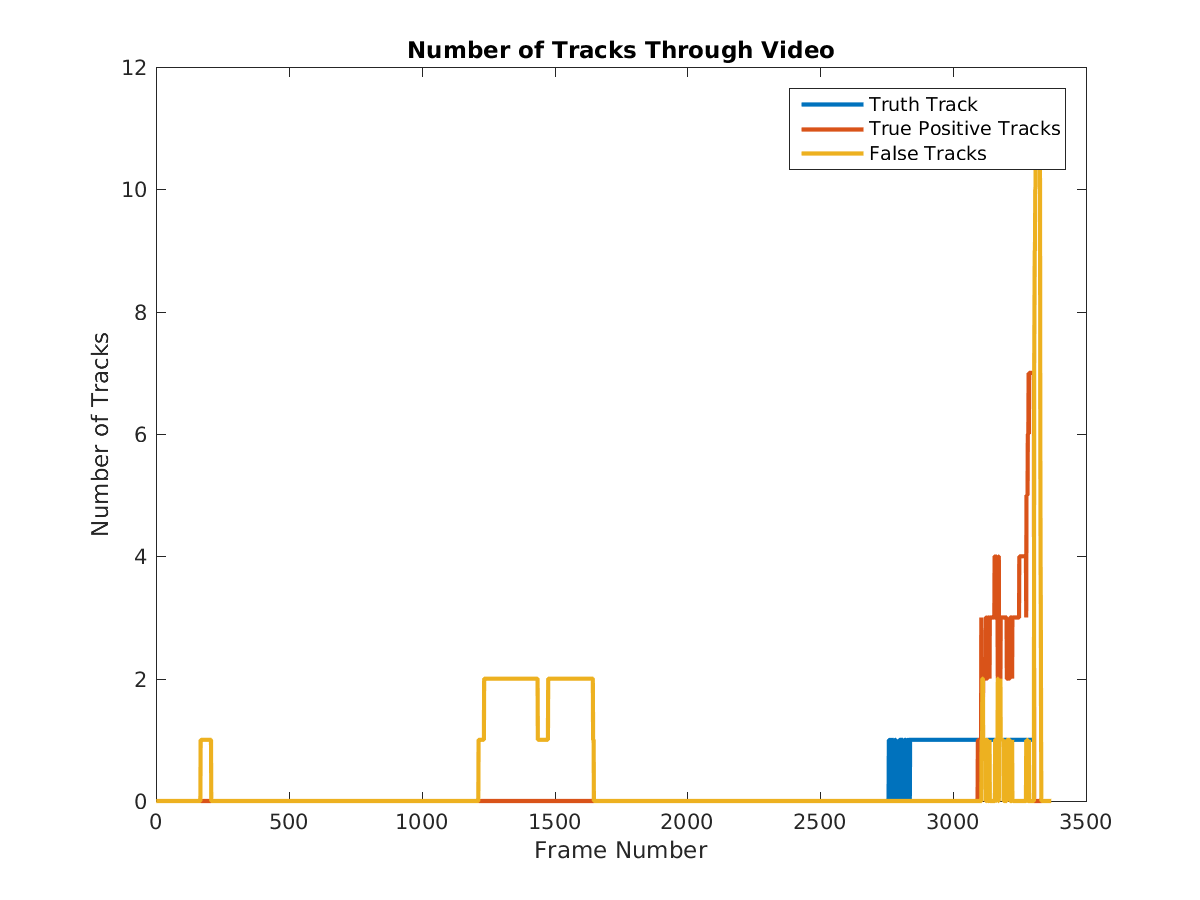 Number of Tracks Through Video
12
10
8
6
4
2
0
Number of Tracks
Truth Track
True Positive Tracks
False Tracks
0 500 1000 1500 2000 2500 3000 3500
Frame Number